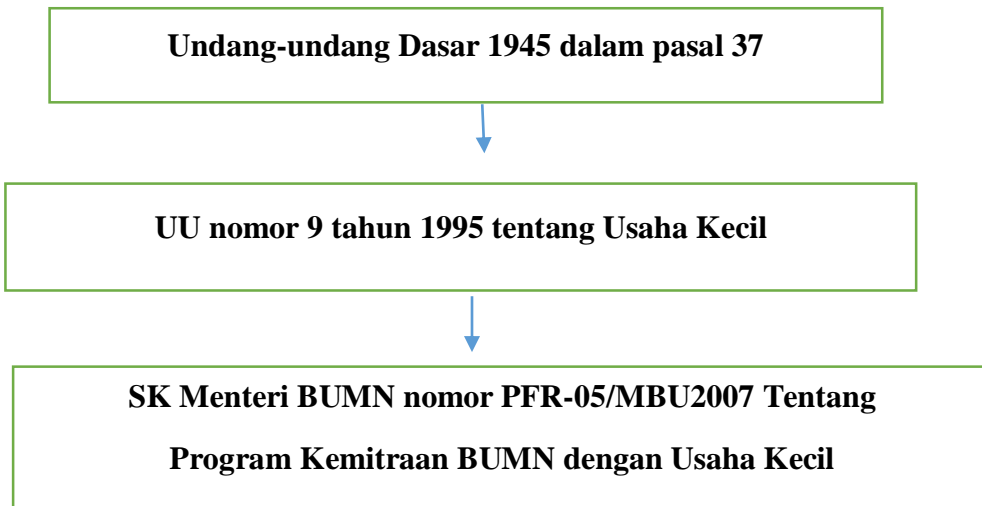 Undang-undang Dasar 1945 dalam pasal 37
UU nomor 9 tahun 1995 tentang Usaha Kecil
SK Menteri BUMN nomor PFR-05/MBU2007 Tentang
Program Kemitraan BUMN dengan Usaha Kecil